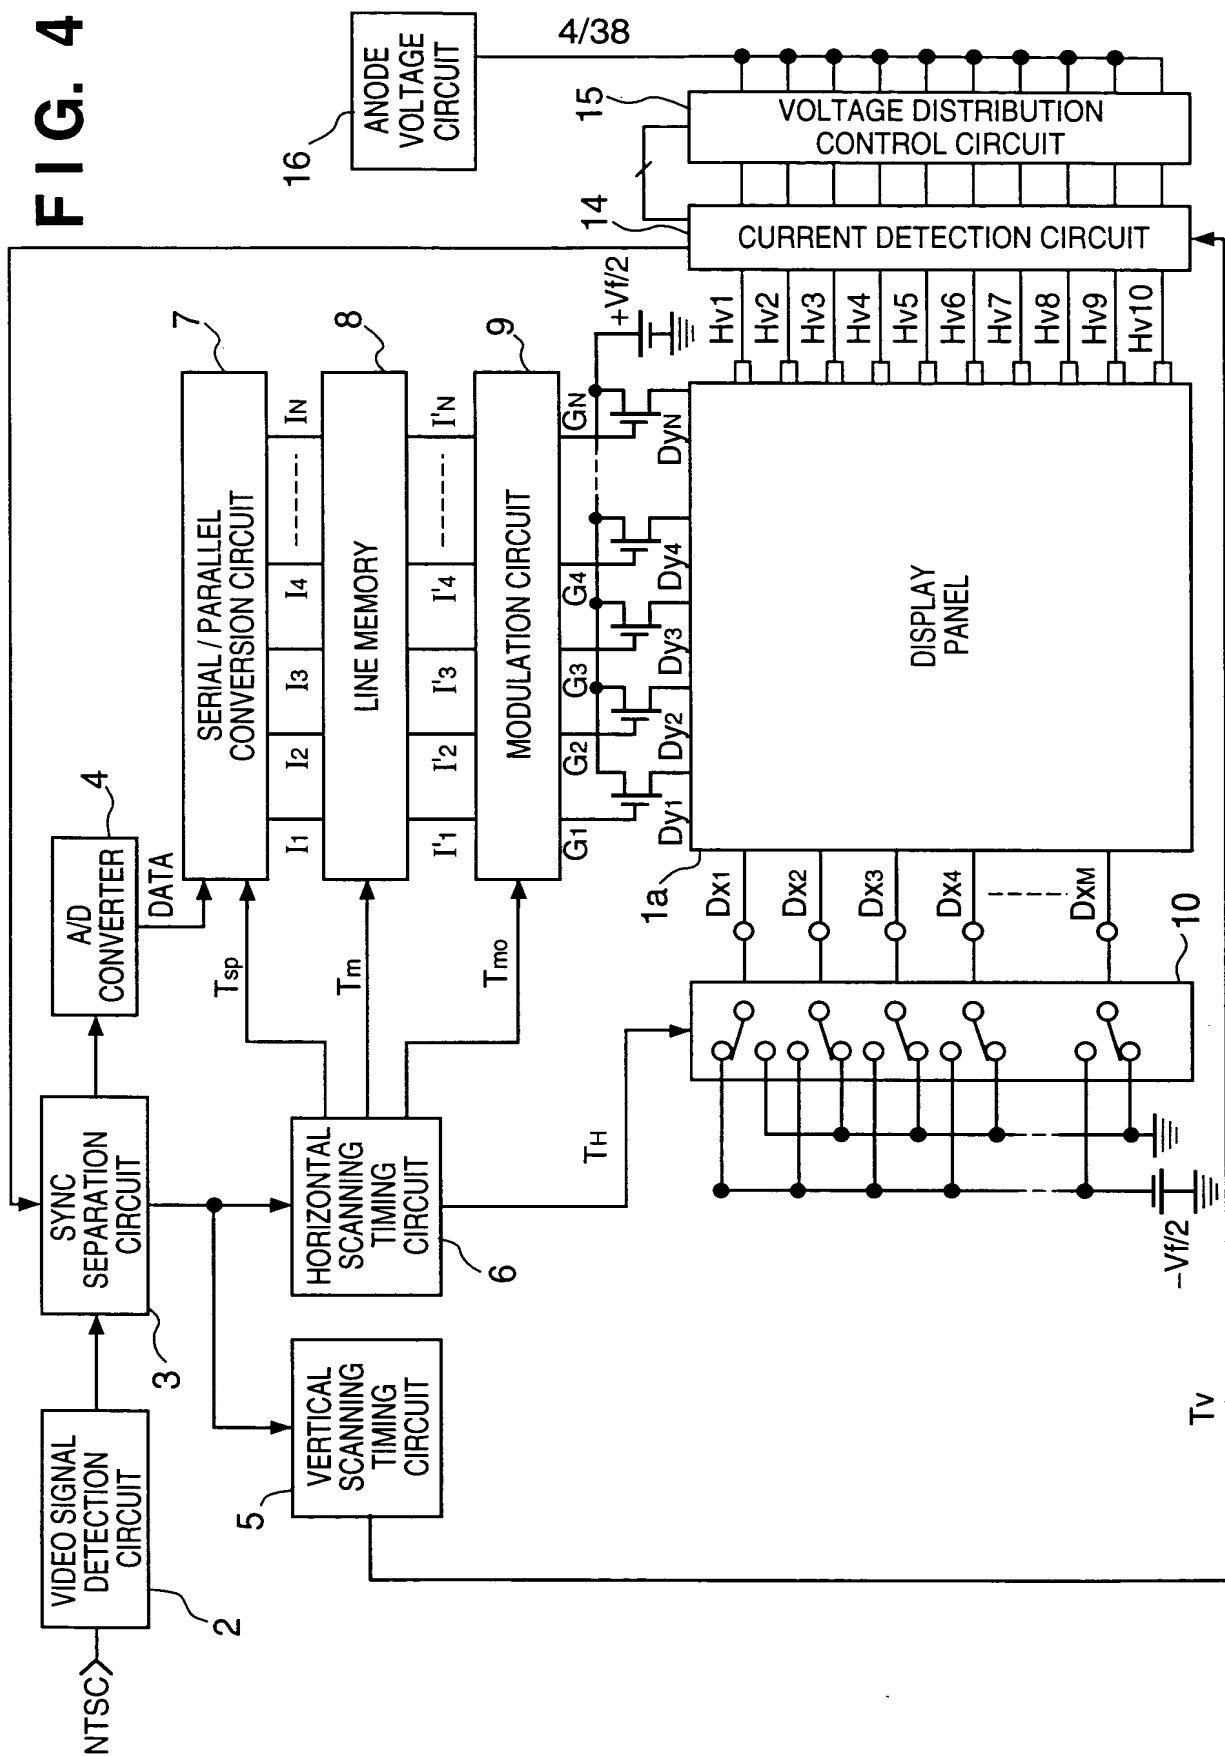 FIG. 4
4/38
NTSC
VIDEO SIGNAL
DETECTION
CIRCUIT
2
SYNC
SEPARATION
CIRCUIT
3
A/D
CONVERTER
4
DATA
VERTICAL
SCANNING
TIMING
CIRCUIT
5
HORIZONTAL
SCANNING
TIMING
CIRCUIT
6
Tsp
Tm
Tmo
TH
SERIAL / PARALLEL
CONVERSION CIRCUIT
7
I1 I2 I3 I4 IN
LINE MEMORY
8
I'1 I'2 I'3 I'4 I'N
MODULATION CIRCUIT
9
G1 G2 G3 G4 GN
+Vf/2
Dy1 Dy2 Dy3 Dy4 DyN
1a
DISPLAY
PANEL
Dx1
Dx2
Dx3
Dx4
DxM
10
-Vf/2
Tv
Hv1
Hv2
Hv3
Hv4
Hv5
Hv6
Hv7
Hv8
Hv9
Hv10
14
CURRENT DETECTION CIRCUIT
15
VOLTAGE DISTRIBUTION
CONTROL CIRCUIT
16
ANODE
VOLTAGE
CIRCUIT